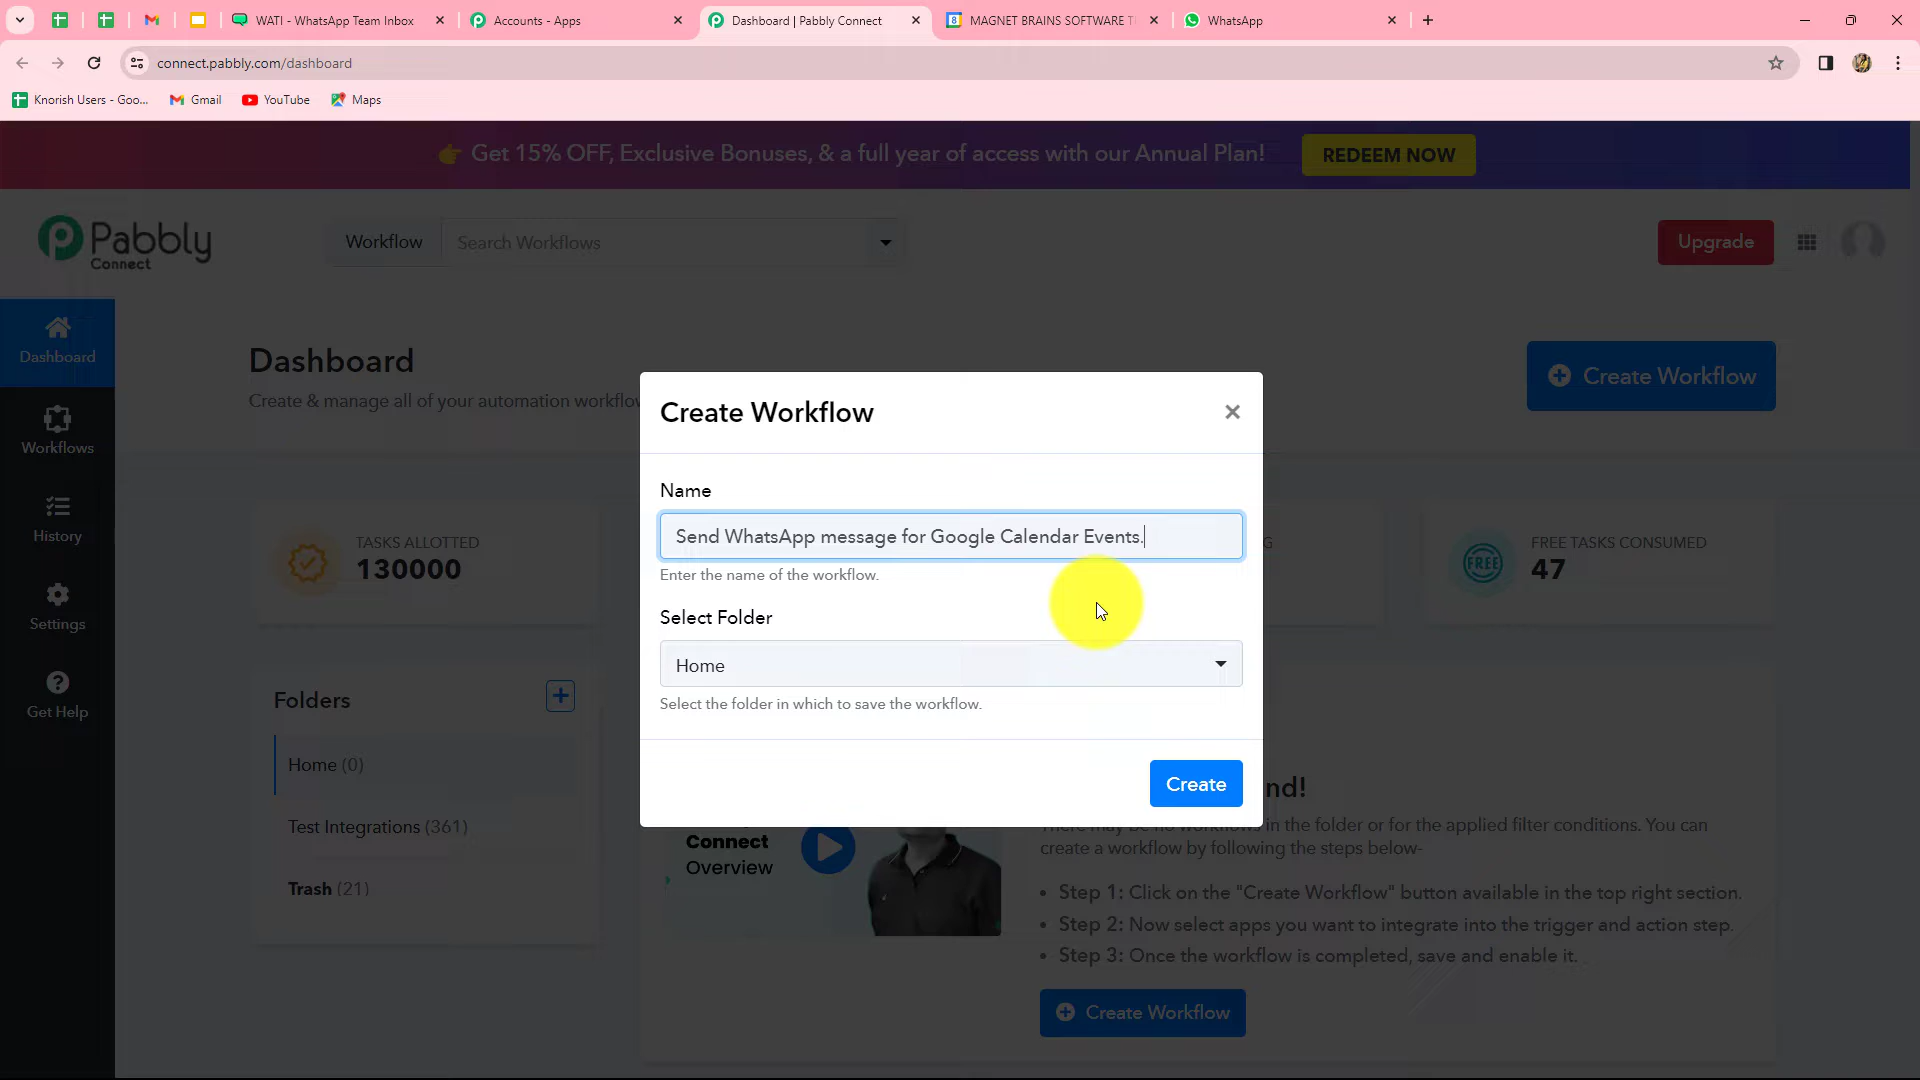 WATI - WhatsApp Team Inbox
Accounts - Apps
Dashboard | Pabbly Connect
MAGNET BRAINS SOFTWARE T
WhatsApp
connect.pabbly.com/dashboard
Knorish Users - Goo...
Gmail
YouTube
Maps
Get 15% OFF, Exclusive Bonuses, & a full year of access with our Annual Plan!
REDEEM NOW
Pabbly
Connect
Workflow
Search Workflows
Upgrade
Dashboard
Workflows
History
Settings
Get Help
Dashboard
Create & manage all of your automation workflow
Create Workflow
TASKS ALLOTTED
130000
G
FREE
FREE TASKS CONSUMED
47
Folders
Home (0)
Test Integrations (361)
Trash (21)
Create Workflow
Name
Send WhatsApp message for Google Calendar Events.
Enter the name of the workflow.
Select Folder
Home
Select the folder in which to save the workflow.
Create
Connect
Overview
nd!
There may be no workflows in the folder or for the applied filter conditions. You can
create a workflow by following the steps below-
• Step 1: Click on the "Create Workflow" button available in the top right section.
• Step 2: Now select apps you want to integrate into the trigger and action step.
• Step 3: Once the workflow is completed, save and enable it.
Create Workflow